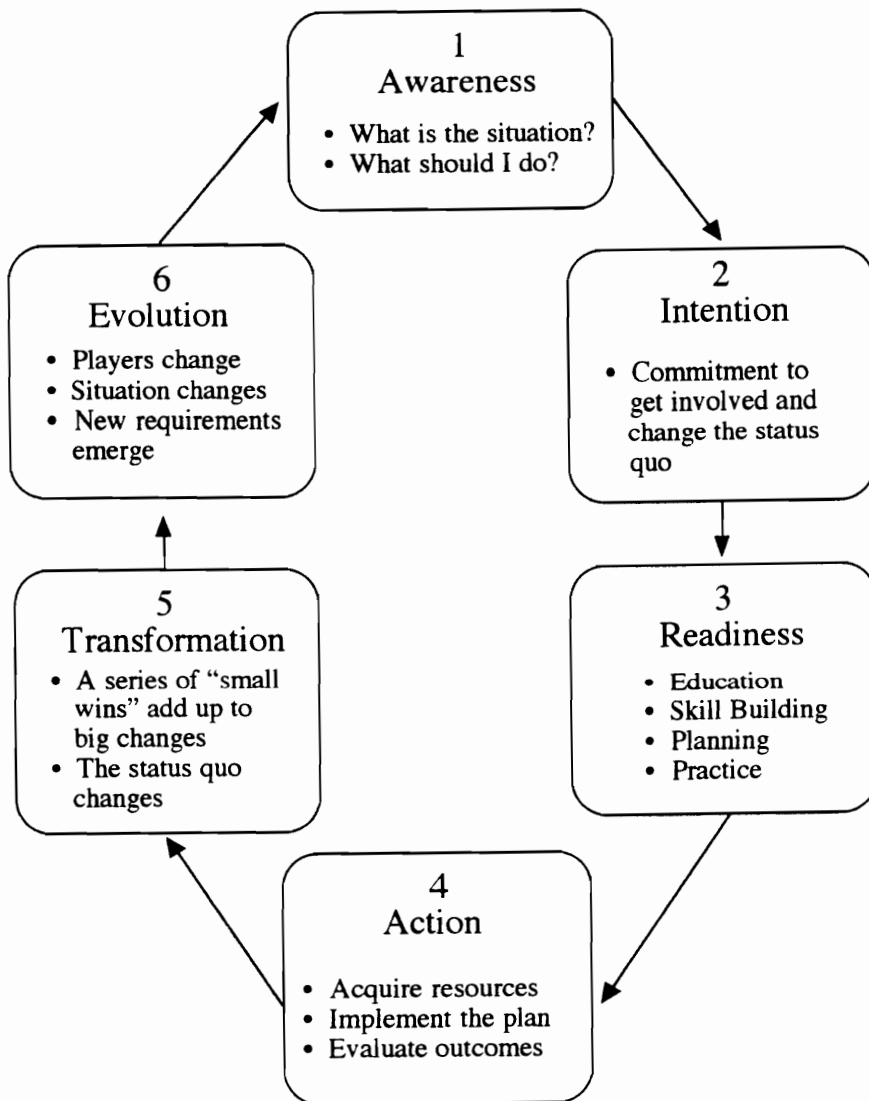 1
Awareness
• What is the situation?
• What should I do?
2
Intention
• Commitment to
get involved and
change the status
quo
3
Readiness
• Education
• Skill Building
• Planning
• Practice
4
Action
• Acquire resources
• Implement the plan
• Evaluate outcomes
5
Transformation
• A series of “small
wins” add up to
big changes
• The status quo
changes
6
Evolution
• Players change
• Situation changes
• New requirements
emerge